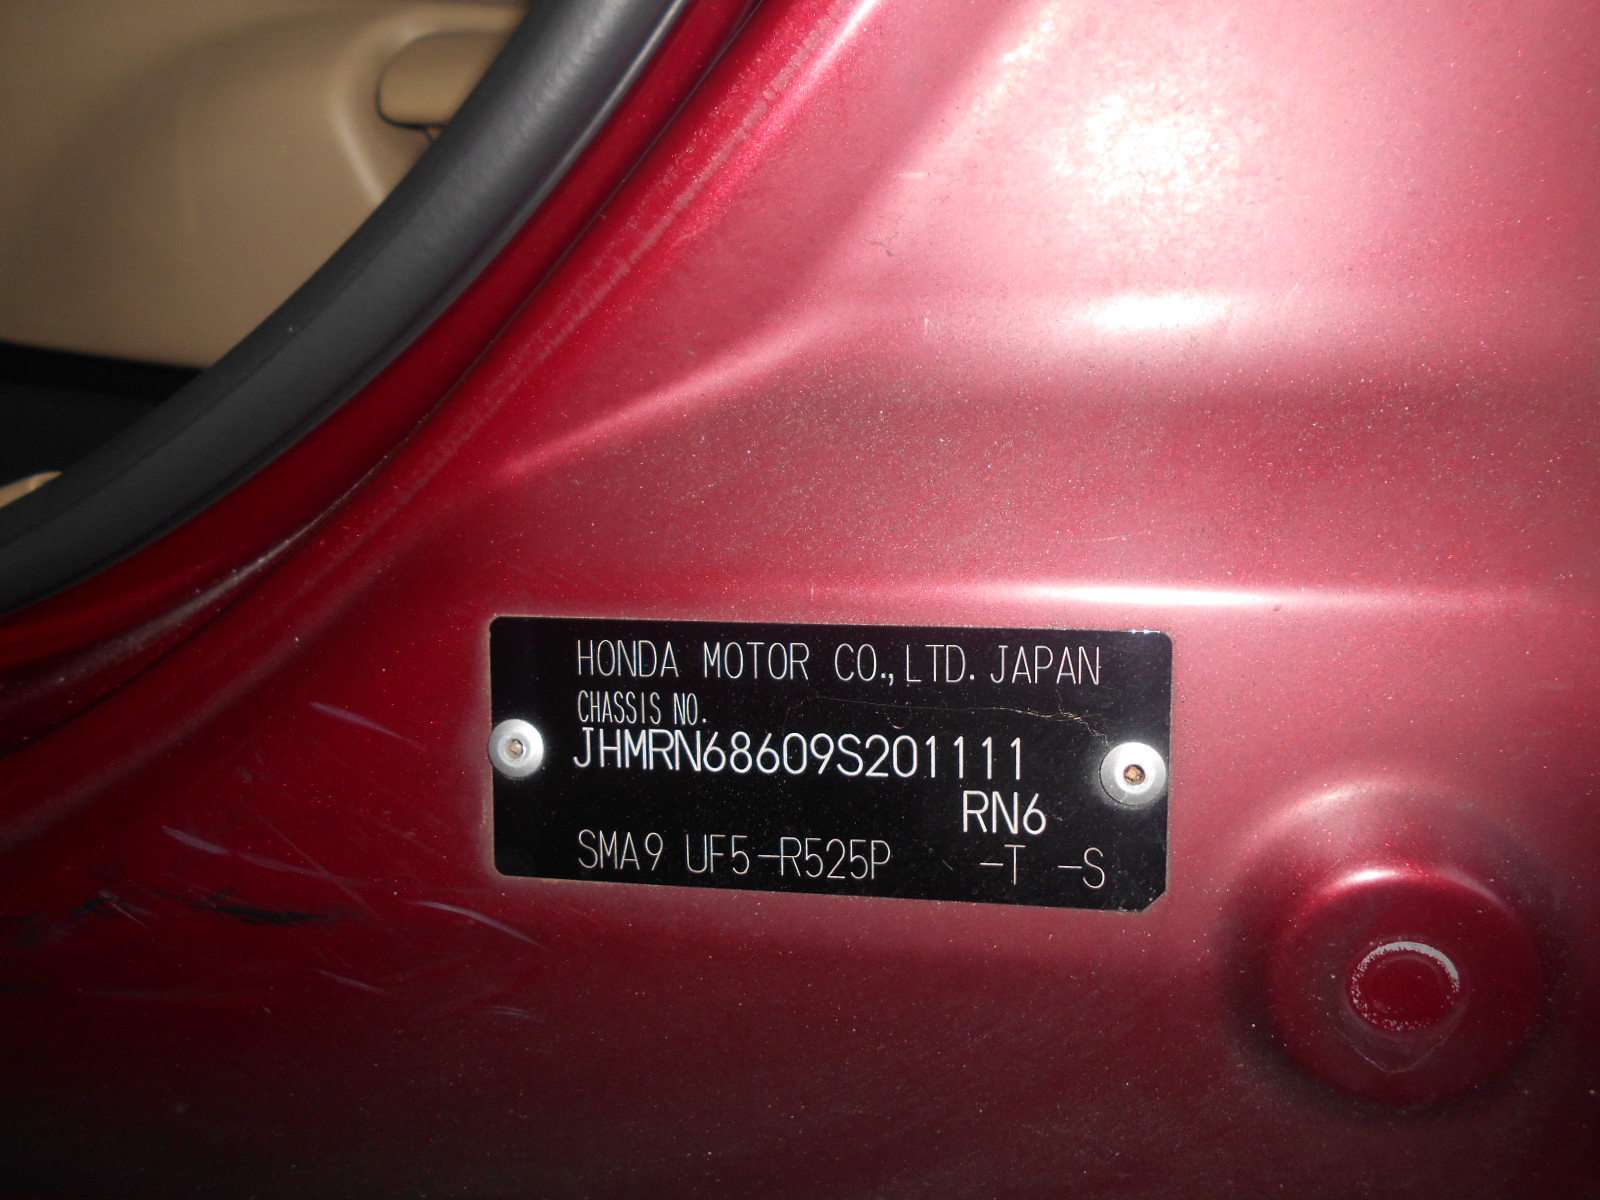 HONDA MOTOR CO.,LTD. JAPAN
CHASSIS NO.
JHMRN68609S201111
RN6
SMA9 UF5-R525P -T -S